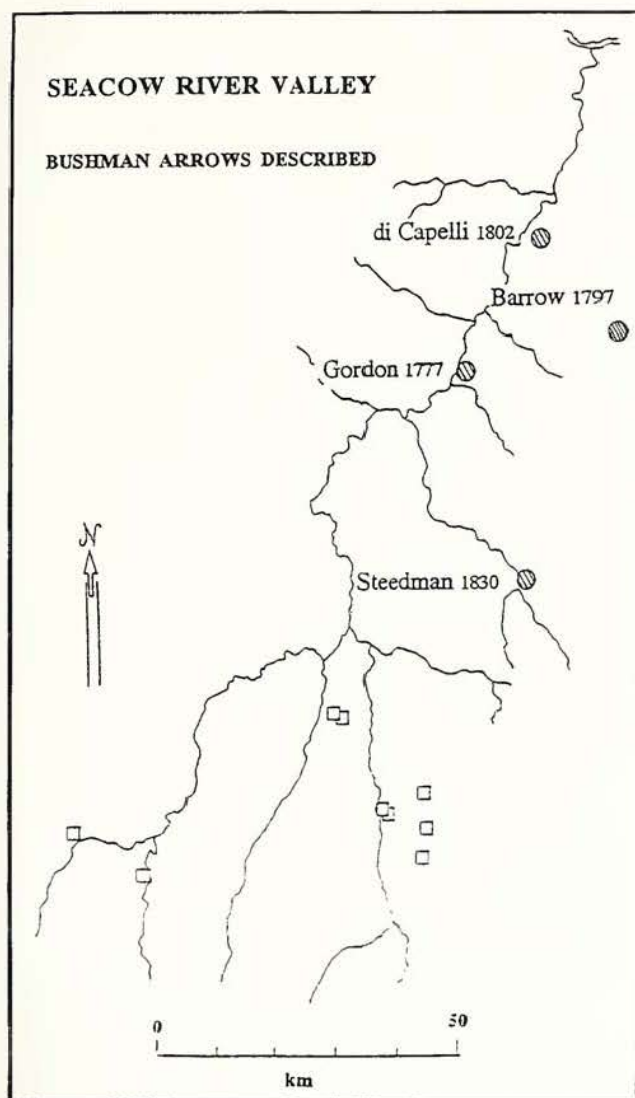 SEACOW RIVER VALLEY
BUSHMAN ARROWS DESCRIBED
di Capelli 1802
Barrow 1797
Gordon 1777
N
Steedman 1830
0 50
km